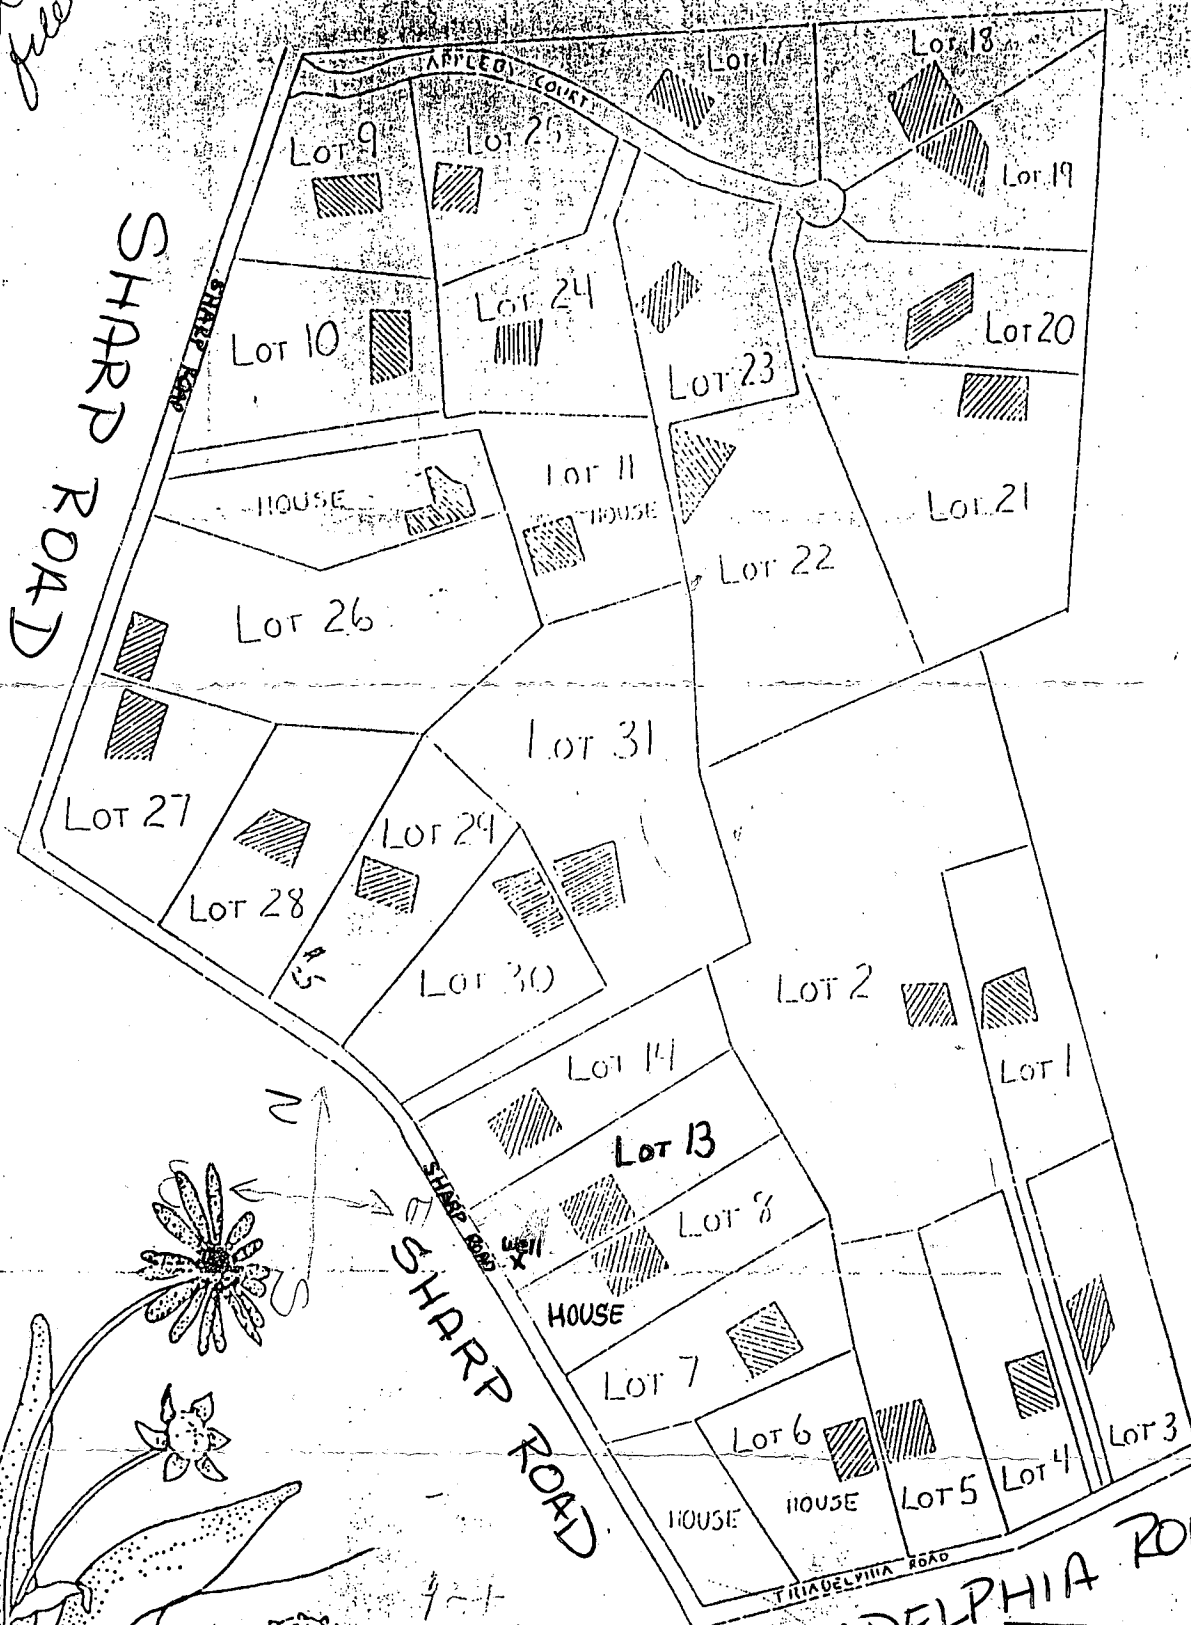 APPLEBY COURT
LOT 17
LOT 18
LOT 9
LOT 25
LOT 19
SHARP ROAD
SHARP ROAD
LOT 24
LOT 10
LOT 20
LOT 23
LOT 11
HOUSE
HOUSE
LOT 21
LOT 22
LOT 26
LOT 31
LOT 27
LOT 29
LOT 28
#5
LOT 30
LOT 2
LOT 14
LOT 1
N
LOT 13
E
S
SHARP ROAD
LOT 8
well
x
SHARP ROAD
HOUSE
LOT 7
LOT 6
LOT 3
LOT 4
LOT 5
HOUSE
HOUSE
TRIADELPHIA ROAD